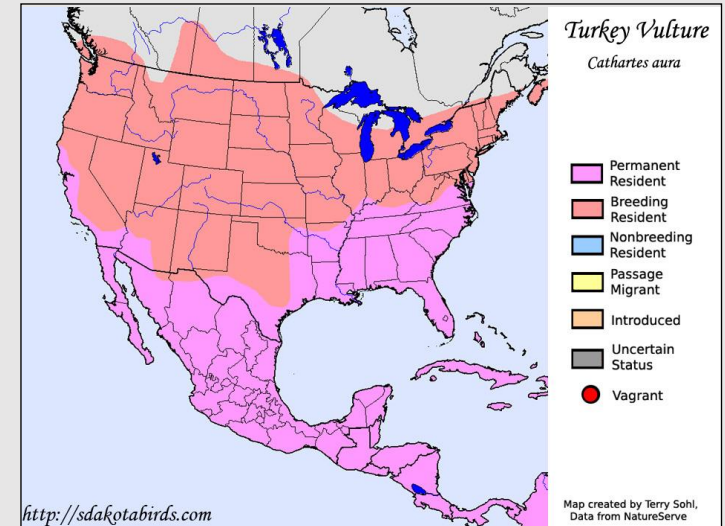 Turkey Vulture
Cathartes aura
Permanent
Resident
Breeding
Resident
Nonbreeding
Resident
Passage
Migrant
Introduced
Uncertain
Status
Vagrant
http://sdakotabirds.com
Map created by Terry Sohl,
Data from NatureServe